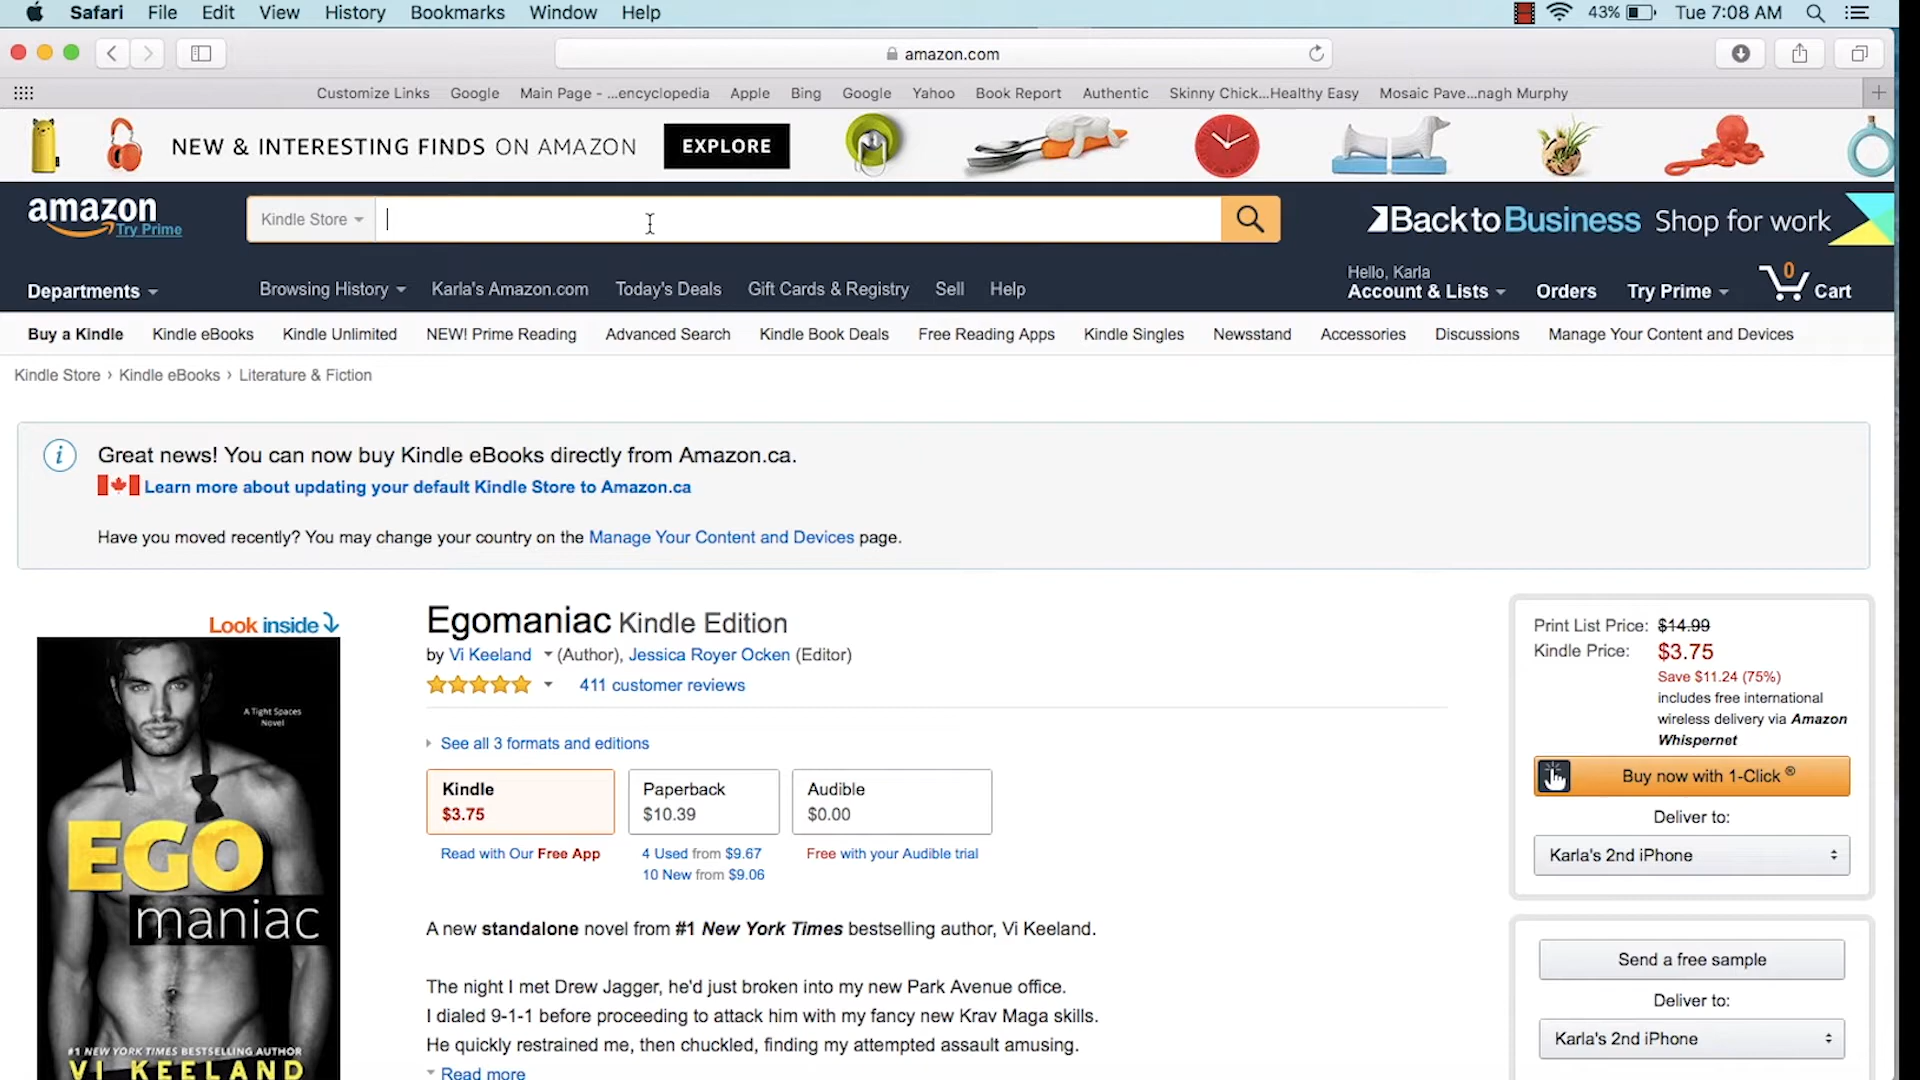 Safari File Edit View History Bookmarks Window Help 43% Tue 7:08 AM
amazon.com
Customize Links Google Main Page - ...encyclopedia Apple Bing Google Yahoo Book Report Authentic Skinny Chick...Healthy Easy Mosaic Pave...nagh Murphy
NEW & INTERESTING FINDS ON AMAZON EXPLORE
amazon
Try Prime
Kindle Store
Back to Business Shop for work
Departments Browsing History Karla's Amazon.com Today's Deals Gift Cards & Registry Sell Help
Hello, Karla
Account & Lists Orders Try Prime 0 Cart
Buy a Kindle Kindle eBooks Kindle Unlimited NEW! Prime Reading Advanced Search Kindle Book Deals Free Reading Apps Kindle Singles Newsstand Accessories Discussions Manage Your Content and Devices
Kindle Store › Kindle eBooks › Literature & Fiction
Great news! You can now buy Kindle eBooks directly from Amazon.ca.
Learn more about updating your default Kindle Store to Amazon.ca
Have you moved recently? You may change your country on the Manage Your Content and Devices page.
Look inside
A Tight Spaces
Novel
EGO
maniac
#1 NEW YORK TIMES BESTSELLING AUTHOR
VI KEELAND
Egomaniac Kindle Edition
by Vi Keeland (Author), Jessica Royer Ocken (Editor)
411 customer reviews
See all 3 formats and editions
Kindle
$3.75
Read with Our Free App
Paperback
$10.39
4 Used from $9.67
10 New from $9.06
Audible
$0.00
Free with your Audible trial
A new standalone novel from #1 New York Times bestselling author, Vi Keeland.
The night I met Drew Jagger, he'd just broken into my new Park Avenue office.
I dialed 9-1-1 before proceeding to attack him with my fancy new Krav Maga skills.
He quickly restrained me, then chuckled, finding my attempted assault amusing.
Read more
Print List Price: $14.99
Kindle Price: $3.75
Save $11.24 (75%)
includes free international
wireless delivery via Amazon
Whispernet
Buy now with 1-Click ®
Deliver to:
Karla's 2nd iPhone
Send a free sample
Deliver to:
Karla's 2nd iPhone